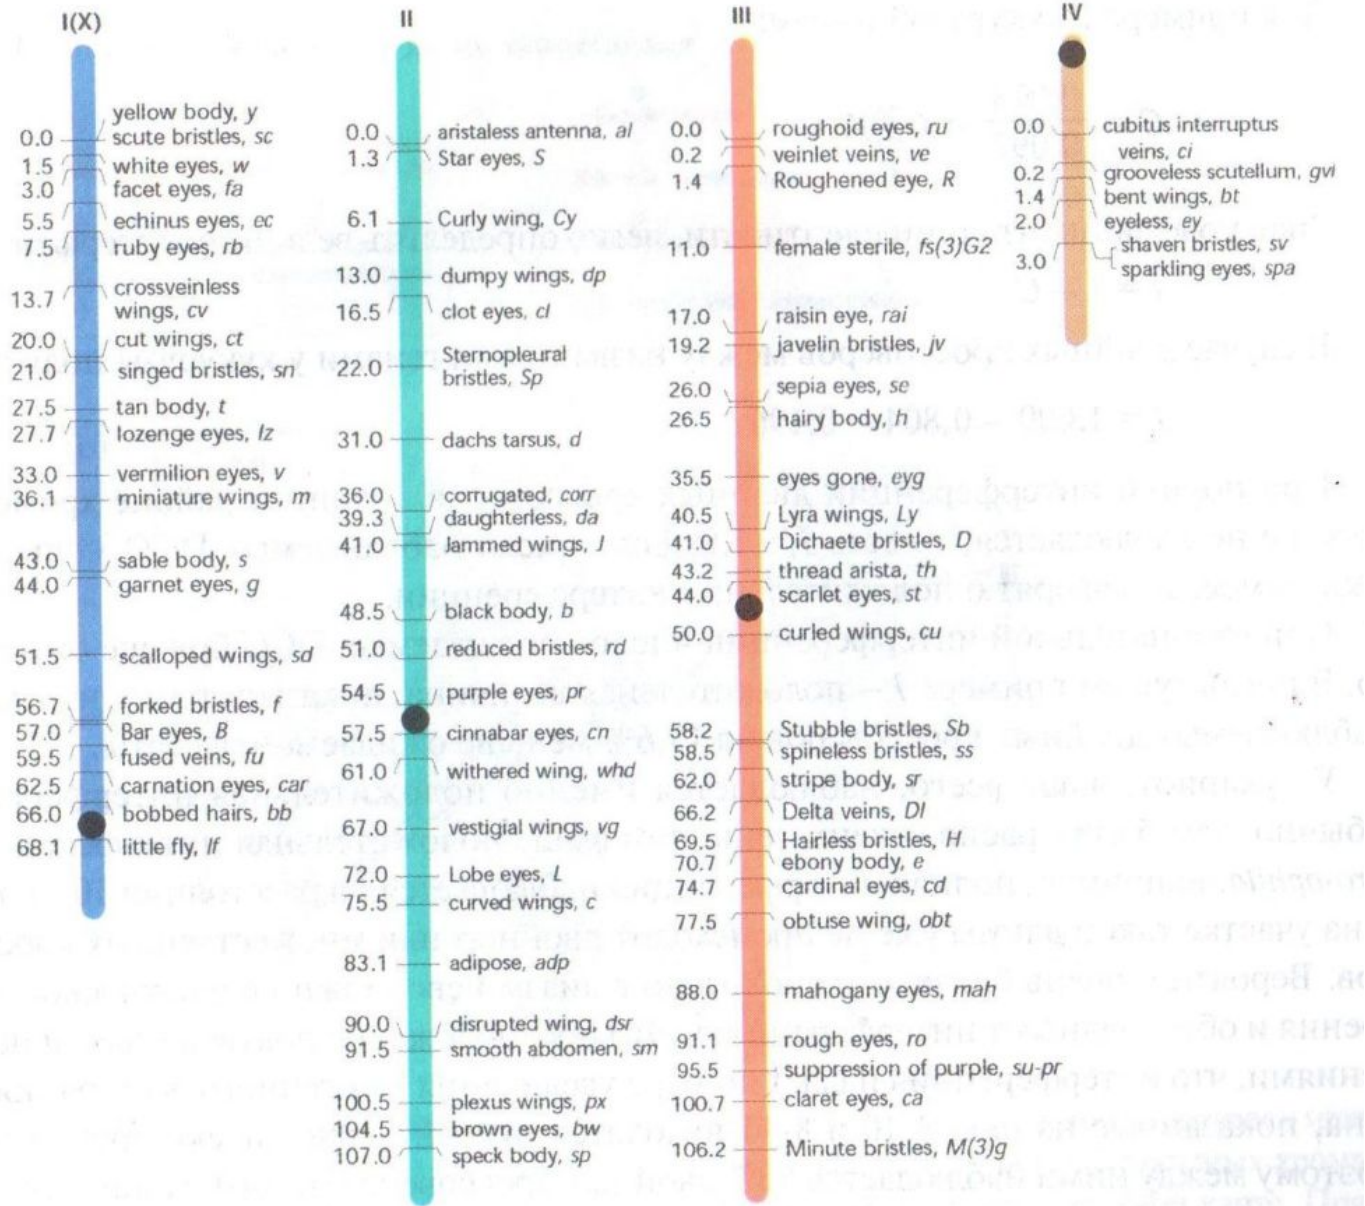 I(X)
yellow body, y
0.0 scute bristles, sc
1.5 white eyes, w
3.0 facet eyes, fa
5.5 echinus eyes, ec
7.5 ruby eyes, rb
crossveinless
13.7 wings, cv
20.0 cut wings, ct
21.0 singed bristles, sn
27.5 tan body, t
27.7 lozenge eyes, lz
33.0 vermilion eyes, v
36.1 miniature wings, m
43.0 sable body, s
44.0 garnet eyes, g
51.5 scalloped wings, sd
56.7 forked bristles, f
57.0 Bar eyes, B
59.5 fused veins, fu
62.5 carnation eyes, car
66.0 bobbed hairs, bb
68.1 little fly, lf
II
0.0 aristaless antenna, al
1.3 Star eyes, S
6.1 Curly wing, Cy
13.0 dumpy wings, dp
16.5 clot eyes, cl
Sternopleural
22.0 bristles, Sp
31.0 dachs tarsus, d
36.0 corrugated, corr
39.3 daughterless, da
41.0 Jammed wings, J
48.5 black body, b
51.0 reduced bristles, rd
54.5 purple eyes, pr
57.5 cinnabar eyes, cn
61.0 withered wing, whd
67.0 vestigial wings, vg
72.0 Lobe eyes, L
75.5 curved wings, c
83.1 adipose, adp
90.0 disrupted wing, dsr
91.5 smooth abdomen, sm
100.5 plexus wings, px
104.5 brown eyes, bw
107.0 speck body, sp
III
0.0 roughoid eyes, ru
0.2 veinlet veins, ve
1.4 Roughened eye, R
11.0 female sterile, fs(3)G2
17.0 raisin eye, rai
19.2 javelin bristles, jv
26.0 sepia eyes, se
26.5 hairy body, h
35.5 eyes gone, eyg
40.5 Lyra wings, Ly
41.0 Dichaete bristles, D
43.2 thread arista, th
44.0 scarlet eyes, st
50.0 curled wings, cu
58.2 Stubble bristles, Sb
58.5 spineless bristles, ss
62.0 stripe body, sr
66.2 Delta veins, Dl
69.5 Hairless bristles, H
70.7 ebony body, e
74.7 cardinal eyes, cd
77.5 obtuse wing, obt
88.0 mahogany eyes, mah
91.1 rough eyes, ro
95.5 suppression of purple, su-pr
100.7 claret eyes, ca
106.2 Minute bristles, M(3)g
IV
0.0 cubitus interruptus
veins, ci
0.2 grooveless scutellum, gvl
1.4 bent wings, bt
2.0 eyeless, ey
shaven bristles, sv
3.0 sparkling eyes, spa